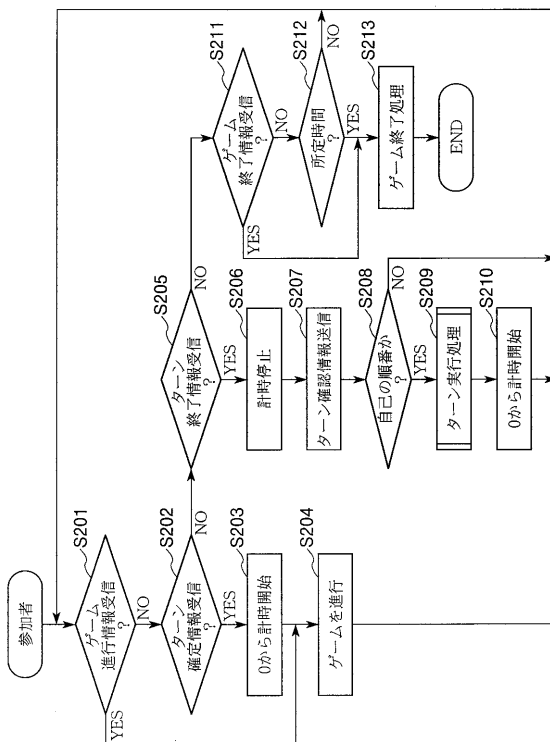 参加者
S201
ゲーム
進行情報受信
?
YES
NO
S202
ターン
確定情報受信
?
NO
YES
S203
0から計時開始
S204
ゲームを進行
S205
ターン
終了情報受信
?
NO
YES
S206
計時停止
S207
ターン確認情報送信
S208
自己の順番か
?
NO
YES
S209
ターン実行処理
S210
0から計時開始
S211
ゲーム
終了情報受信
?
YES
NO
S212
所定時間
?
NO
YES
S213
ゲーム終了処理
END